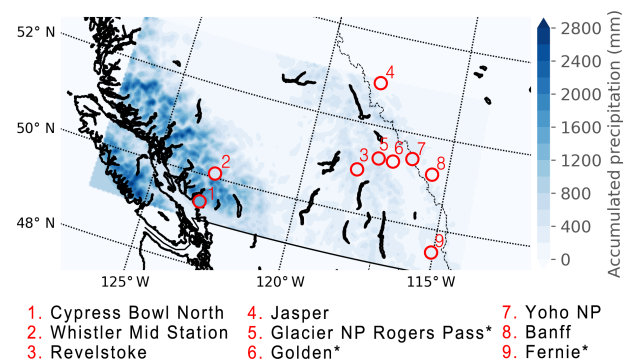 52° N
50° N
48° N
125° W
120° W
115° W
1
2
3
4
5
6
7
8
9
2800
2400
2000
1600
1200
800
400
0
Accumulated precipitation (mm)
1. Cypress Bowl North
2. Whistler Mid Station
3. Revelstoke
4. Jasper
5. Glacier NP Rogers Pass*
6. Golden*
7. Yoho NP
8. Banff
9. Fernie*